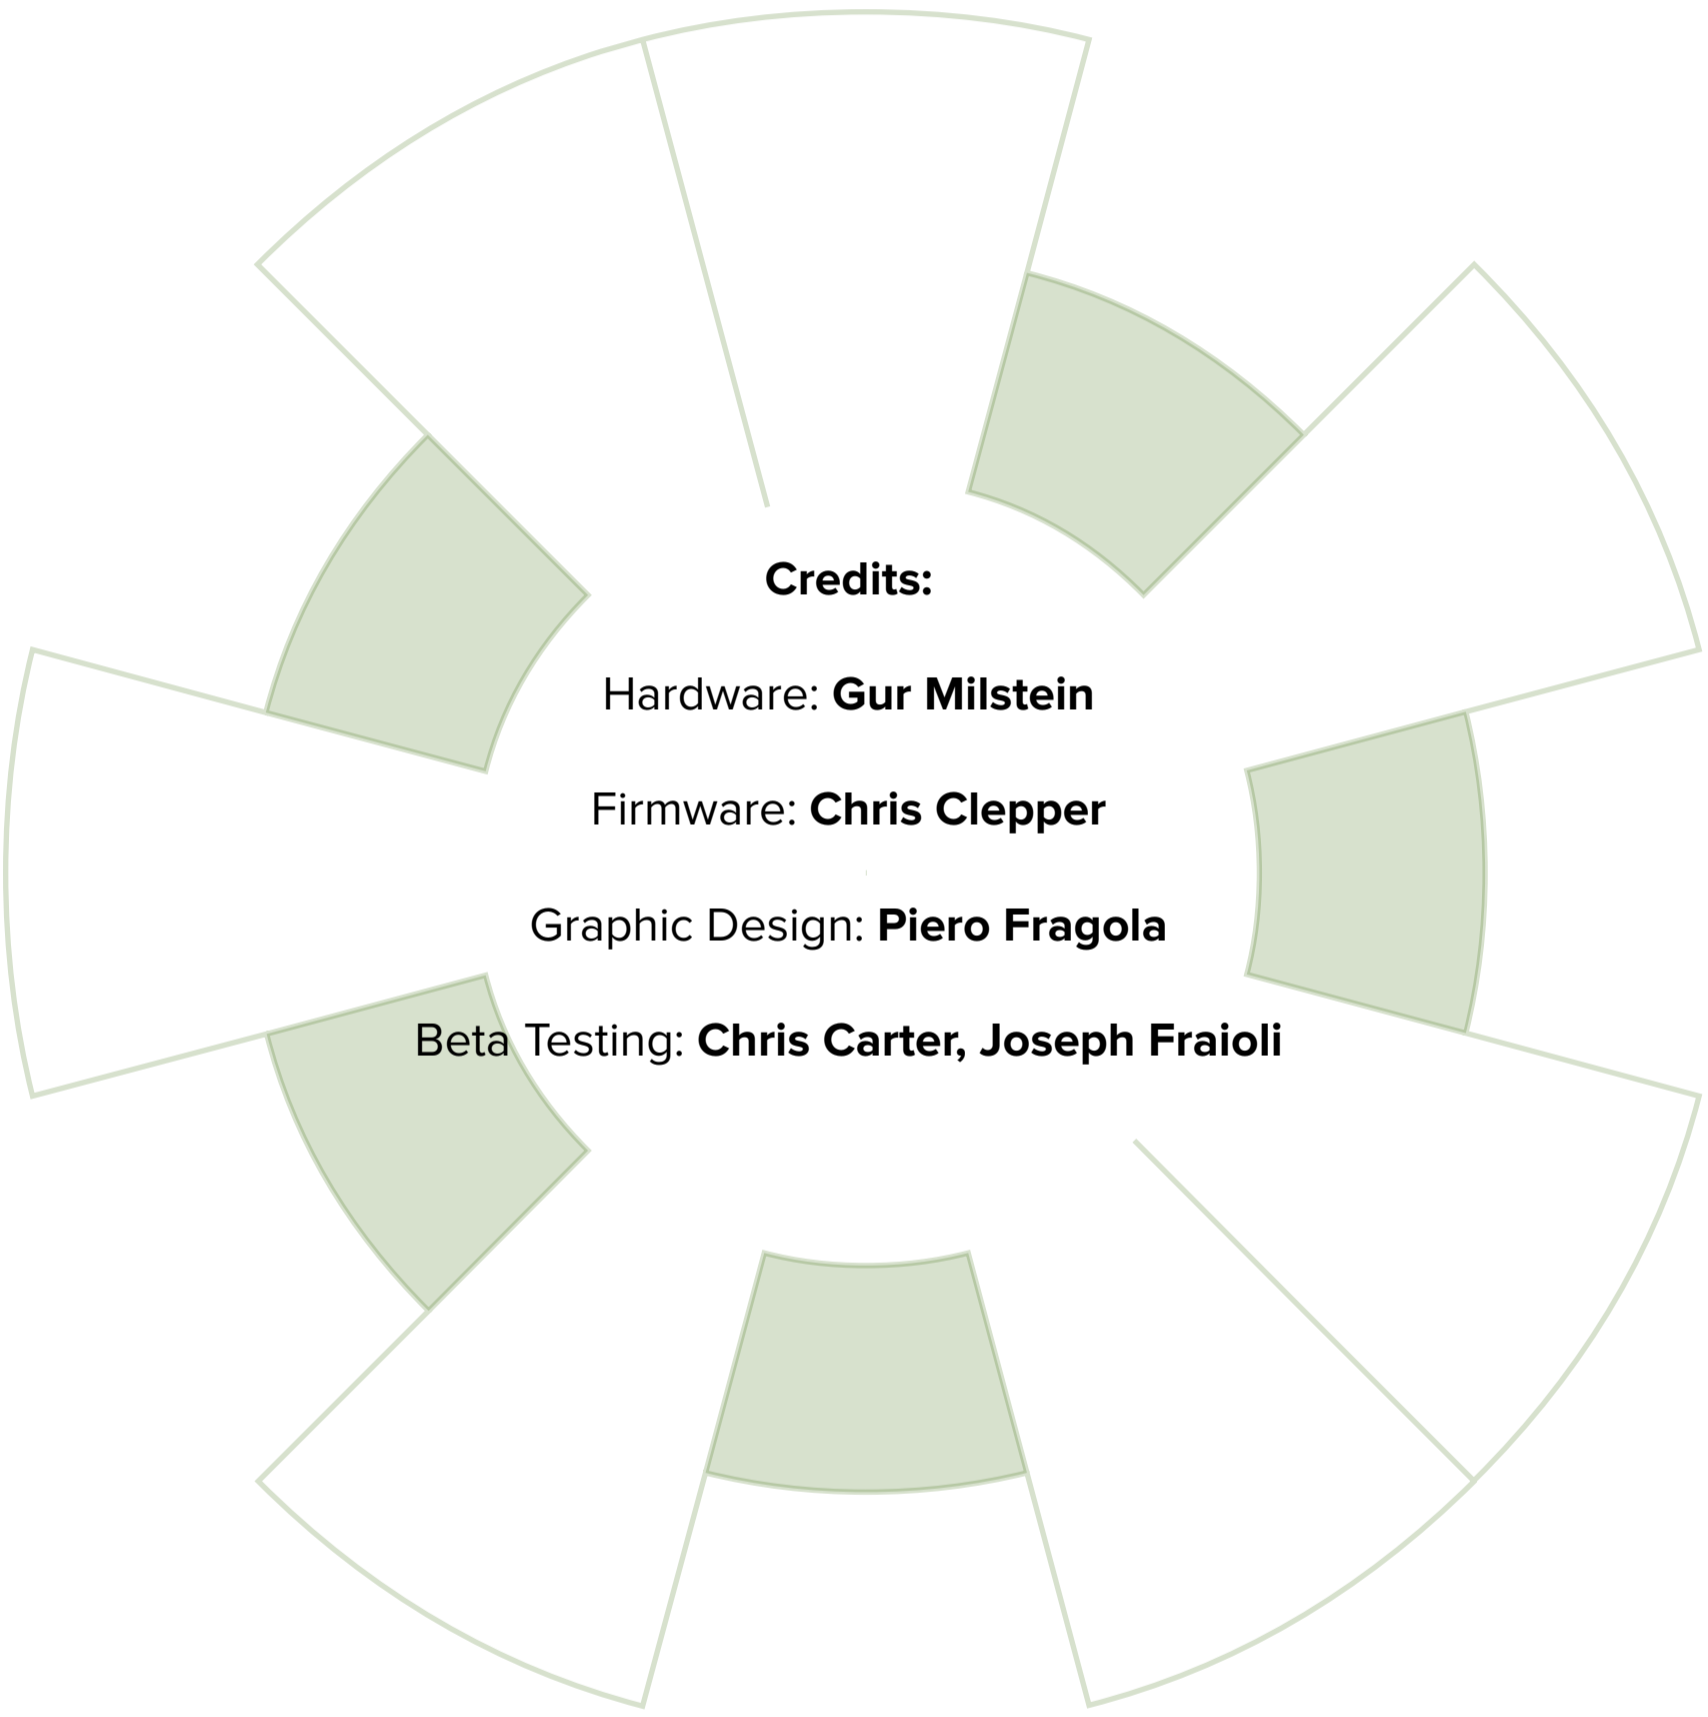 Credits:
Hardware: Gur Milstein
Firmware: Chris Clepper
Graphic Design: Piero Fragola
Beta Testing: Chris Carter, Joseph Fraioli